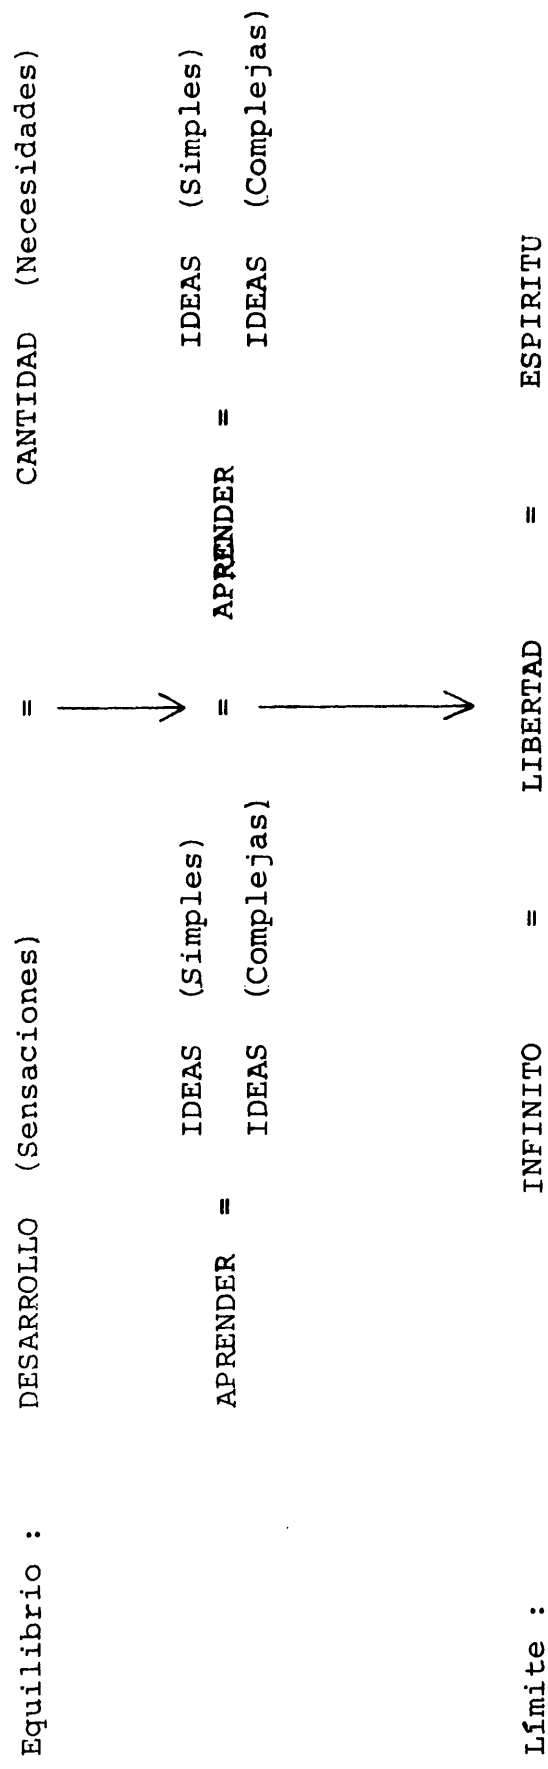 Equilibrio : DESARROLLO (Sensaciones) = CANTIDAD (Necesidades)
IDEAS (Simples) IDEAS (Simples)
APRENDER = = APRENDER =
IDEAS (Complejas) IDEAS (Complejas)
Límite : INFINITO = LIBERTAD = ESPIRITU